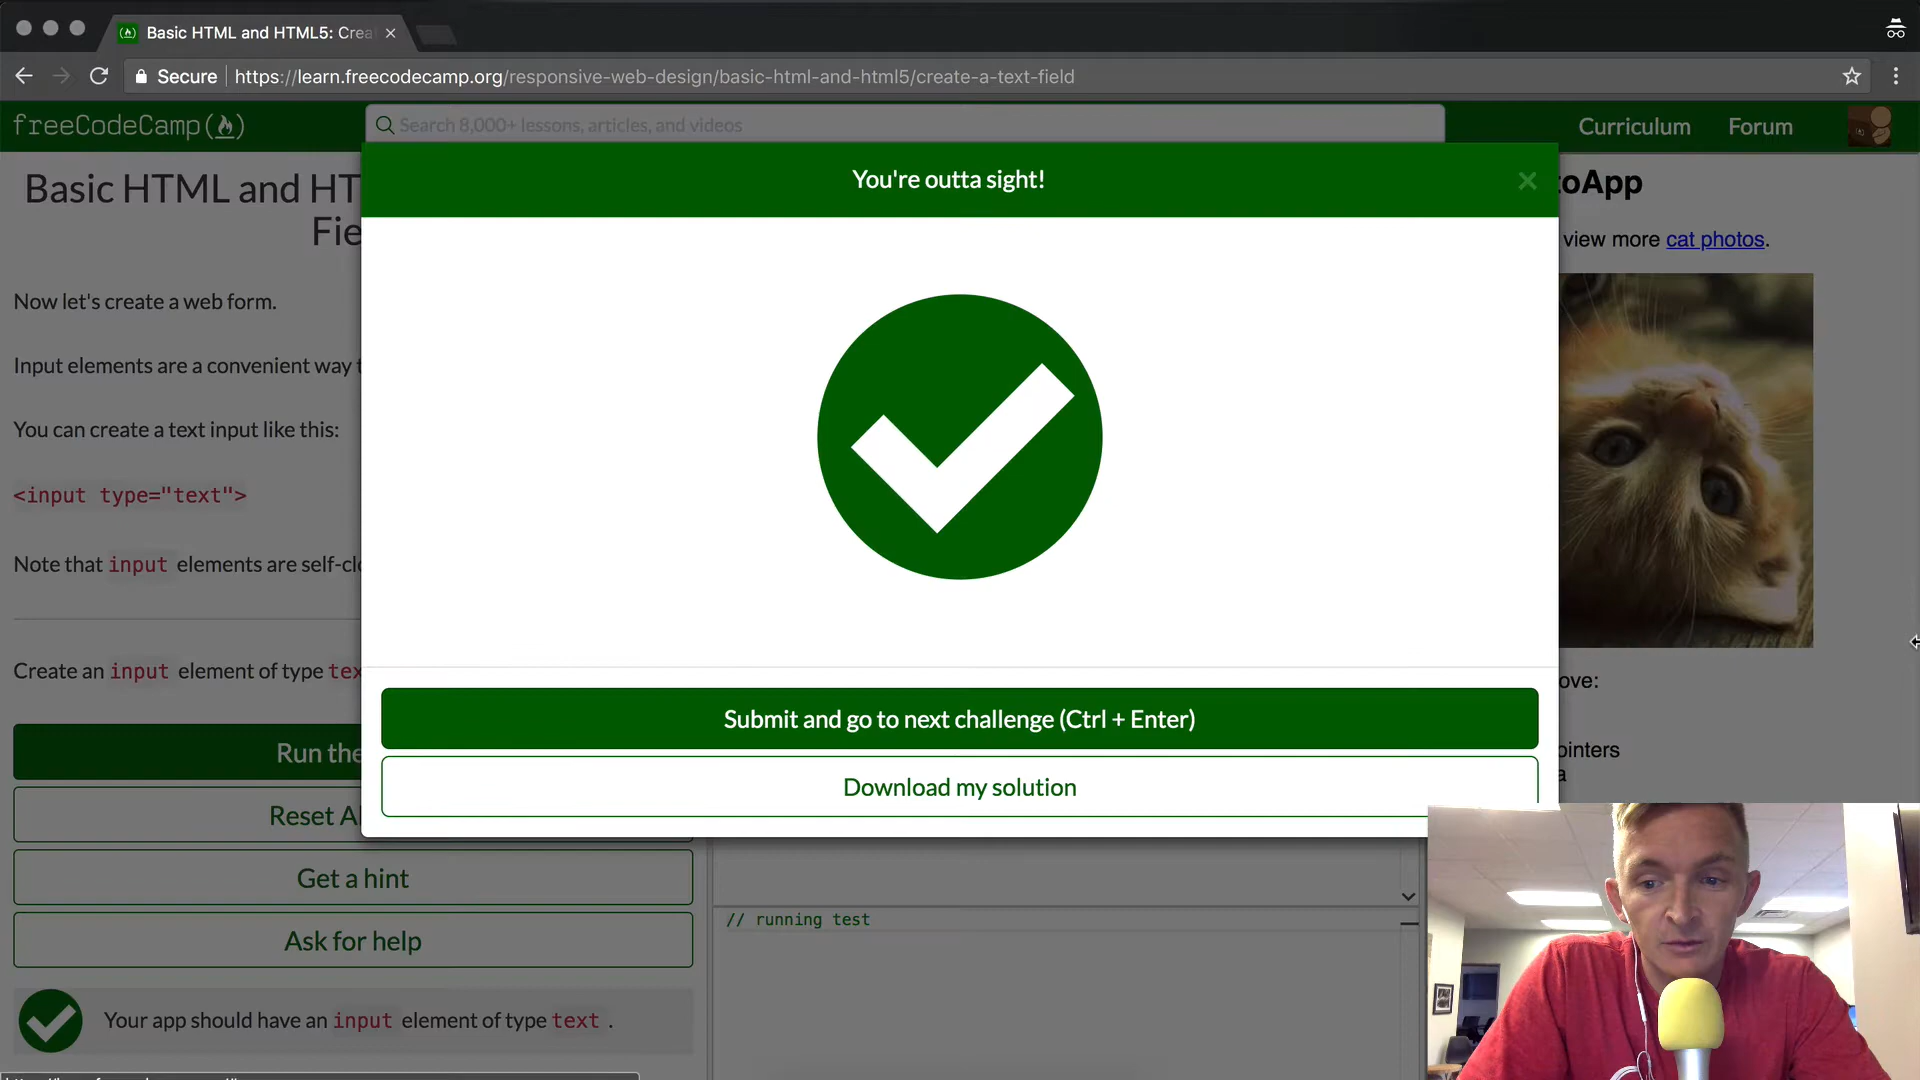 Basic HTML and HTML5: Crea
Secure https://learn.freecodecamp.org/responsive-web-design/basic-html-and-html5/create-a-text-field
freeCodeCamp
Search 8,000+ lessons, articles, and videos
Curriculum Forum
Basic HTML and HT
Fie
Now let's create a web form.
Input elements are a convenient way t
You can create a text input like this:
<input type="text">
Note that input elements are self-clo
Create an input element of type tex
Run the
Reset Al
Get a hint
Ask for help
Your app should have an input element of type text .
You're outta sight!
Submit and go to next challenge (Ctrl + Enter)
Download my solution
// running test
toApp
view more cat photos.
ove:
ointers
a